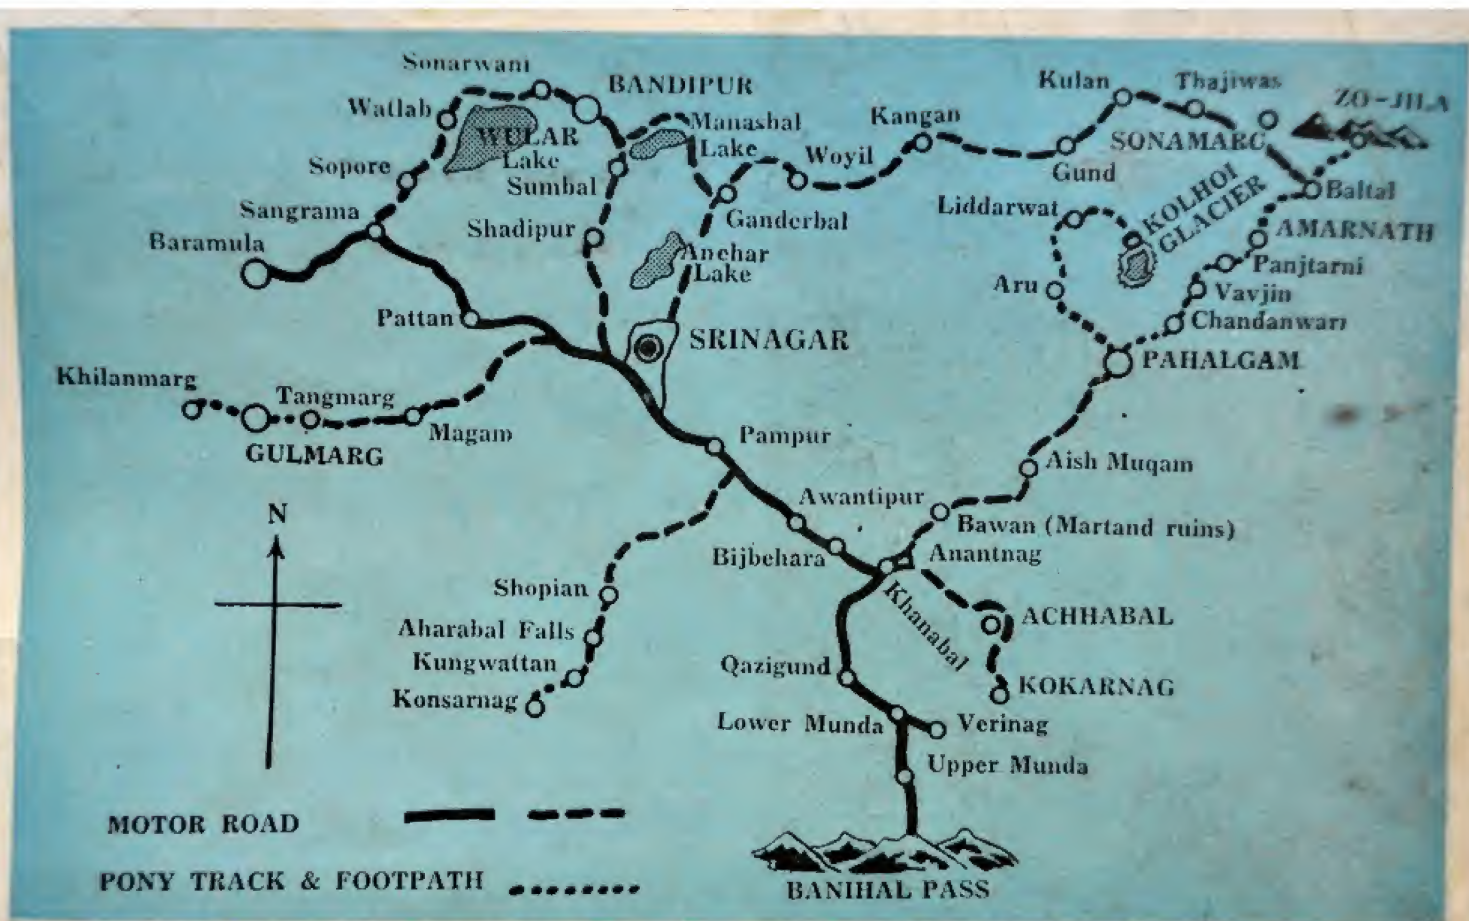 Sonarwani
BANDIPUR
Kulan
Thajiwas
ZO-JILA
Watlab
WULAR
Lake
Manasbal
Lake
Kangan
SONAMARG
Sopore
Sumbal
Woyil
Gund
Baltal
Sangrama
Shadipur
Ganderbal
Liddarwat
KOLHOI
GLACIER
AMARNATH
Baramula
Anchar
Lake
Panjtarni
Aru
Vavjin
Pattan
Chandanwari
SRINAGAR
PAHALGAM
Khilanmarg
Tangmarg
Magam
GULMARG
Pampur
Aish Muqam
N
Awantipur
Bawan (Martand ruins)
Bijbehara
Anantnag
Khanabal
Shopian
ACHHABAL
Aharabal Falls
Kungwattan
Qazigund
KOKARNAG
Konsarnag
Lower Munda
Verinag
Upper Munda
MOTOR ROAD
PONY TRACK & FOOTPATH
BANIHAL PASS